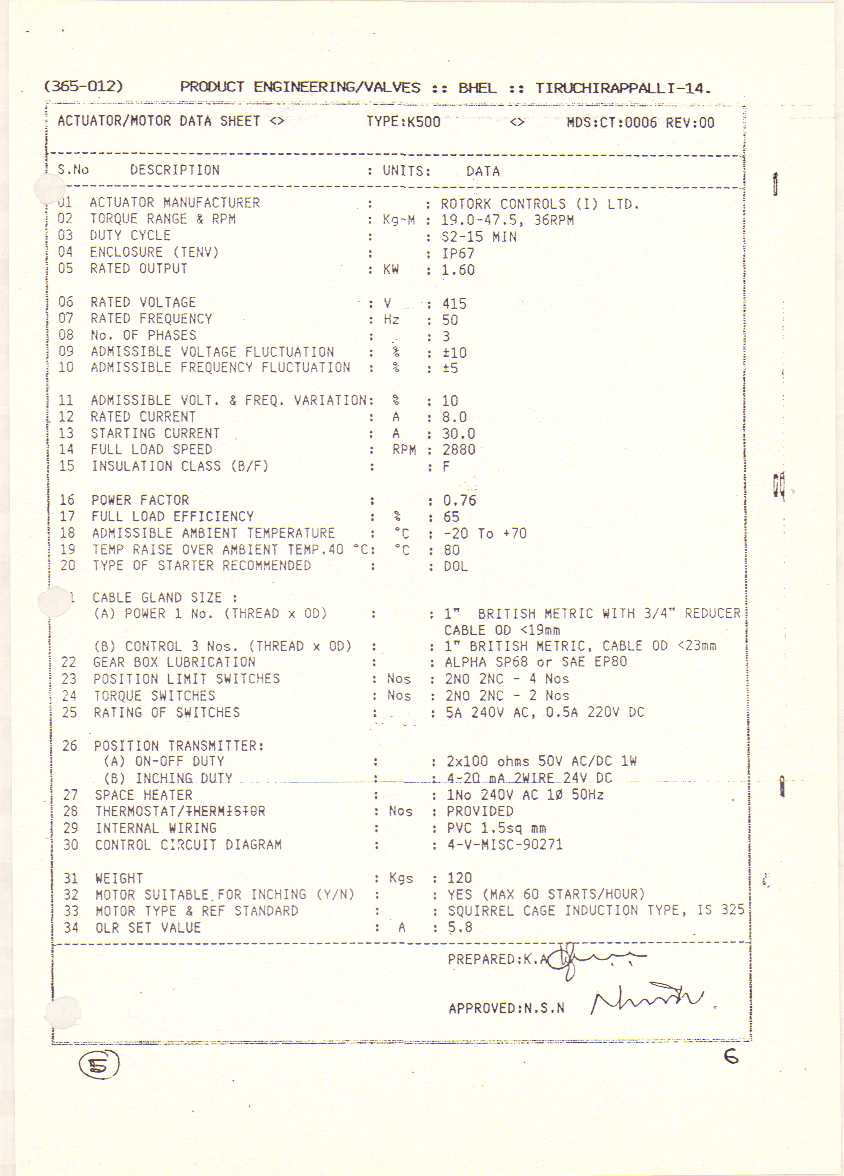 (365-012) PRODUCT ENGINEERING/VALVES :: BHEL :: TIRUCHIRAPPALLI-14.
ACTUATOR/MOTOR DATA SHEET <> TYPE:K500 <> MDS:CT:0006 REV:00
S.No DESCRIPTION : UNITS: DATA
01 ACTUATOR MANUFACTURER : : ROTORK CONTROLS (I) LTD.
02 TORQUE RANGE & RPM : Kg-M : 19.0-47.5, 36RPM
03 DUTY CYCLE : : S2-15 MIN
04 ENCLOSURE (TENV) : : IP67
05 RATED OUTPUT : KW : 1.60
06 RATED VOLTAGE : V : 415
07 RATED FREQUENCY : Hz : 50
08 No. OF PHASES : : 3
09 ADMISSIBLE VOLTAGE FLUCTUATION : % : ±10
10 ADMISSIBLE FREQUENCY FLUCTUATION : % : ±5
11 ADMISSIBLE VOLT. & FREQ. VARIATION: % : 10
12 RATED CURRENT : A : 8.0
13 STARTING CURRENT : A : 30.0
14 FULL LOAD SPEED : RPM : 2880
15 INSULATION CLASS (B/F) : : F
16 POWER FACTOR : : 0.76
17 FULL LOAD EFFICIENCY : % : 65
18 ADMISSIBLE AMBIENT TEMPERATURE : °C : -20 To +70
19 TEMP RAISE OVER AMBIENT TEMP.40 °C: °C : 80
20 TYPE OF STARTER RECOMMENDED : : DOL
1 CABLE GLAND SIZE :
(A) POWER 1 No. (THREAD x OD) : : 1" BRITISH METRIC WITH 3/4" REDUCER
CABLE OD <19mm
(B) CONTROL 3 Nos. (THREAD x OD) : : 1" BRITISH METRIC, CABLE OD <23mm
22 GEAR BOX LUBRICATION : : ALPHA SP68 or SAE EP80
23 POSITION LIMIT SWITCHES : Nos : 2NO 2NC - 4 Nos
24 TORQUE SWITCHES : Nos : 2NO 2NC - 2 Nos
25 RATING OF SWITCHES : : 5A 240V AC, 0.5A 220V DC
26 POSITION TRANSMITTER:
(A) ON-OFF DUTY : : 2x100 ohms 50V AC/DC 1W
(B) INCHING DUTY : : 4-20 mA 2WIRE 24V DC
27 SPACE HEATER : : 1No 240V AC 1Ø 50Hz
28 THERMOSTAT/THERMISTOR : Nos : PROVIDED
29 INTERNAL WIRING : : PVC 1.5sq mm
30 CONTROL CIRCUIT DIAGRAM : : 4-V-MISC-90271
31 WEIGHT : Kgs : 120
32 MOTOR SUITABLE FOR INCHING (Y/N) : : YES (MAX 60 STARTS/HOUR)
33 MOTOR TYPE & REF STANDARD : : SQUIRREL CAGE INDUCTION TYPE, IS 325
34 OLR SET VALUE : A : 5.8
PREPARED:K.A
APPROVED:N.S.N
5 6